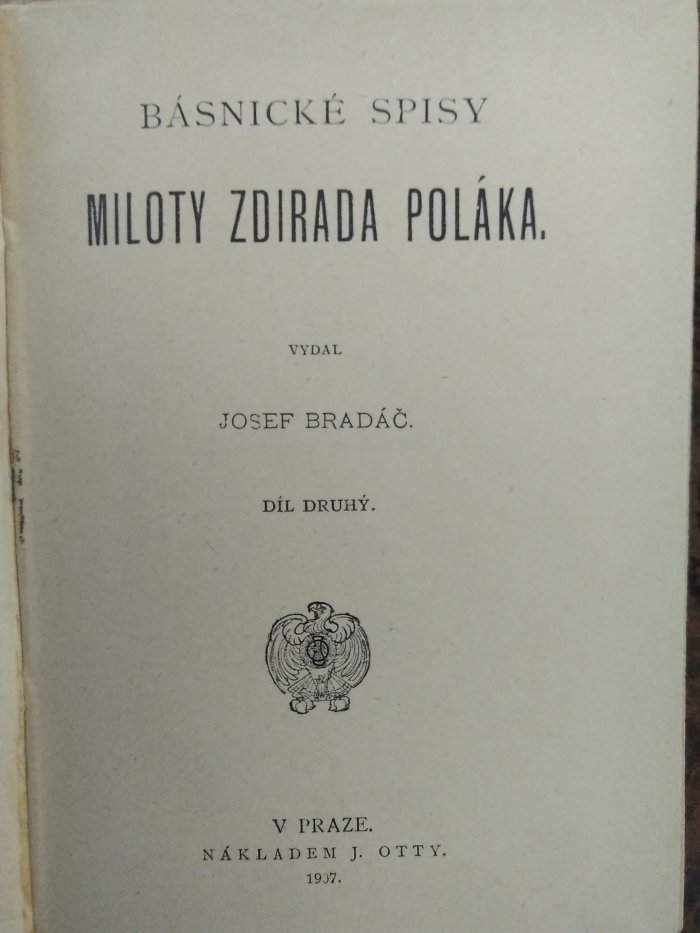 BÁSNICKÉ SPISY
MILOTY ZDIRADA POLÁKA.
VYDAL
JOSEF BRADÁČ.
DÍL DRUHÝ.
V PRAZE.
NÁKLADEM J. OTTY.
1907.